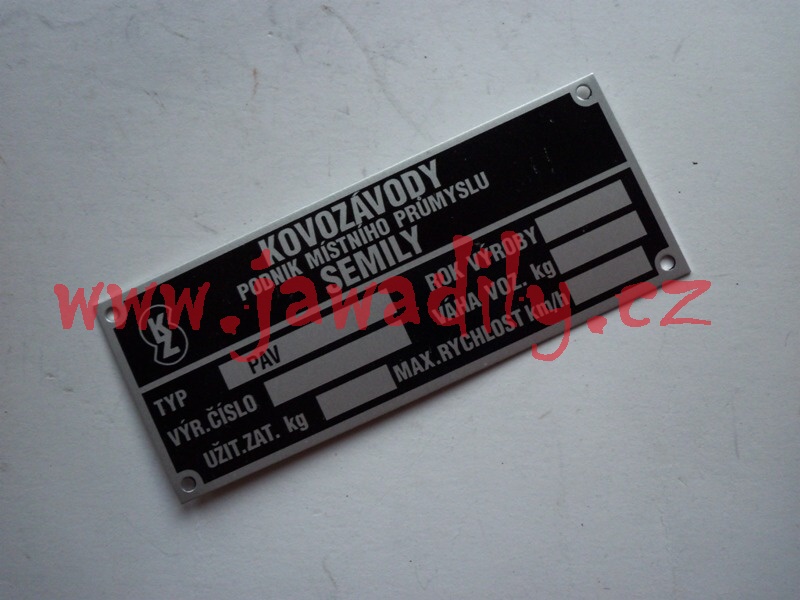 KOVOZÁVODY
PODNIK MÍSTNÍHO PRŮMYSLU
SEMILY
KZ
TYP PAV
VÝR.ČÍSLO
UŽIT.ZAT. kg
ROK VÝROBY
VÁHA VOZ. kg
MAX.RYCHLOST km/h
www.jawadily.cz